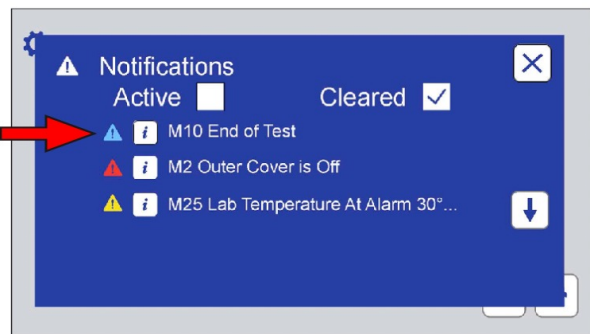 Notifications
Active Cleared
i M10 End of Test
i M2 Outer Cover is Off
i M25 Lab Temperature At Alarm 30°...